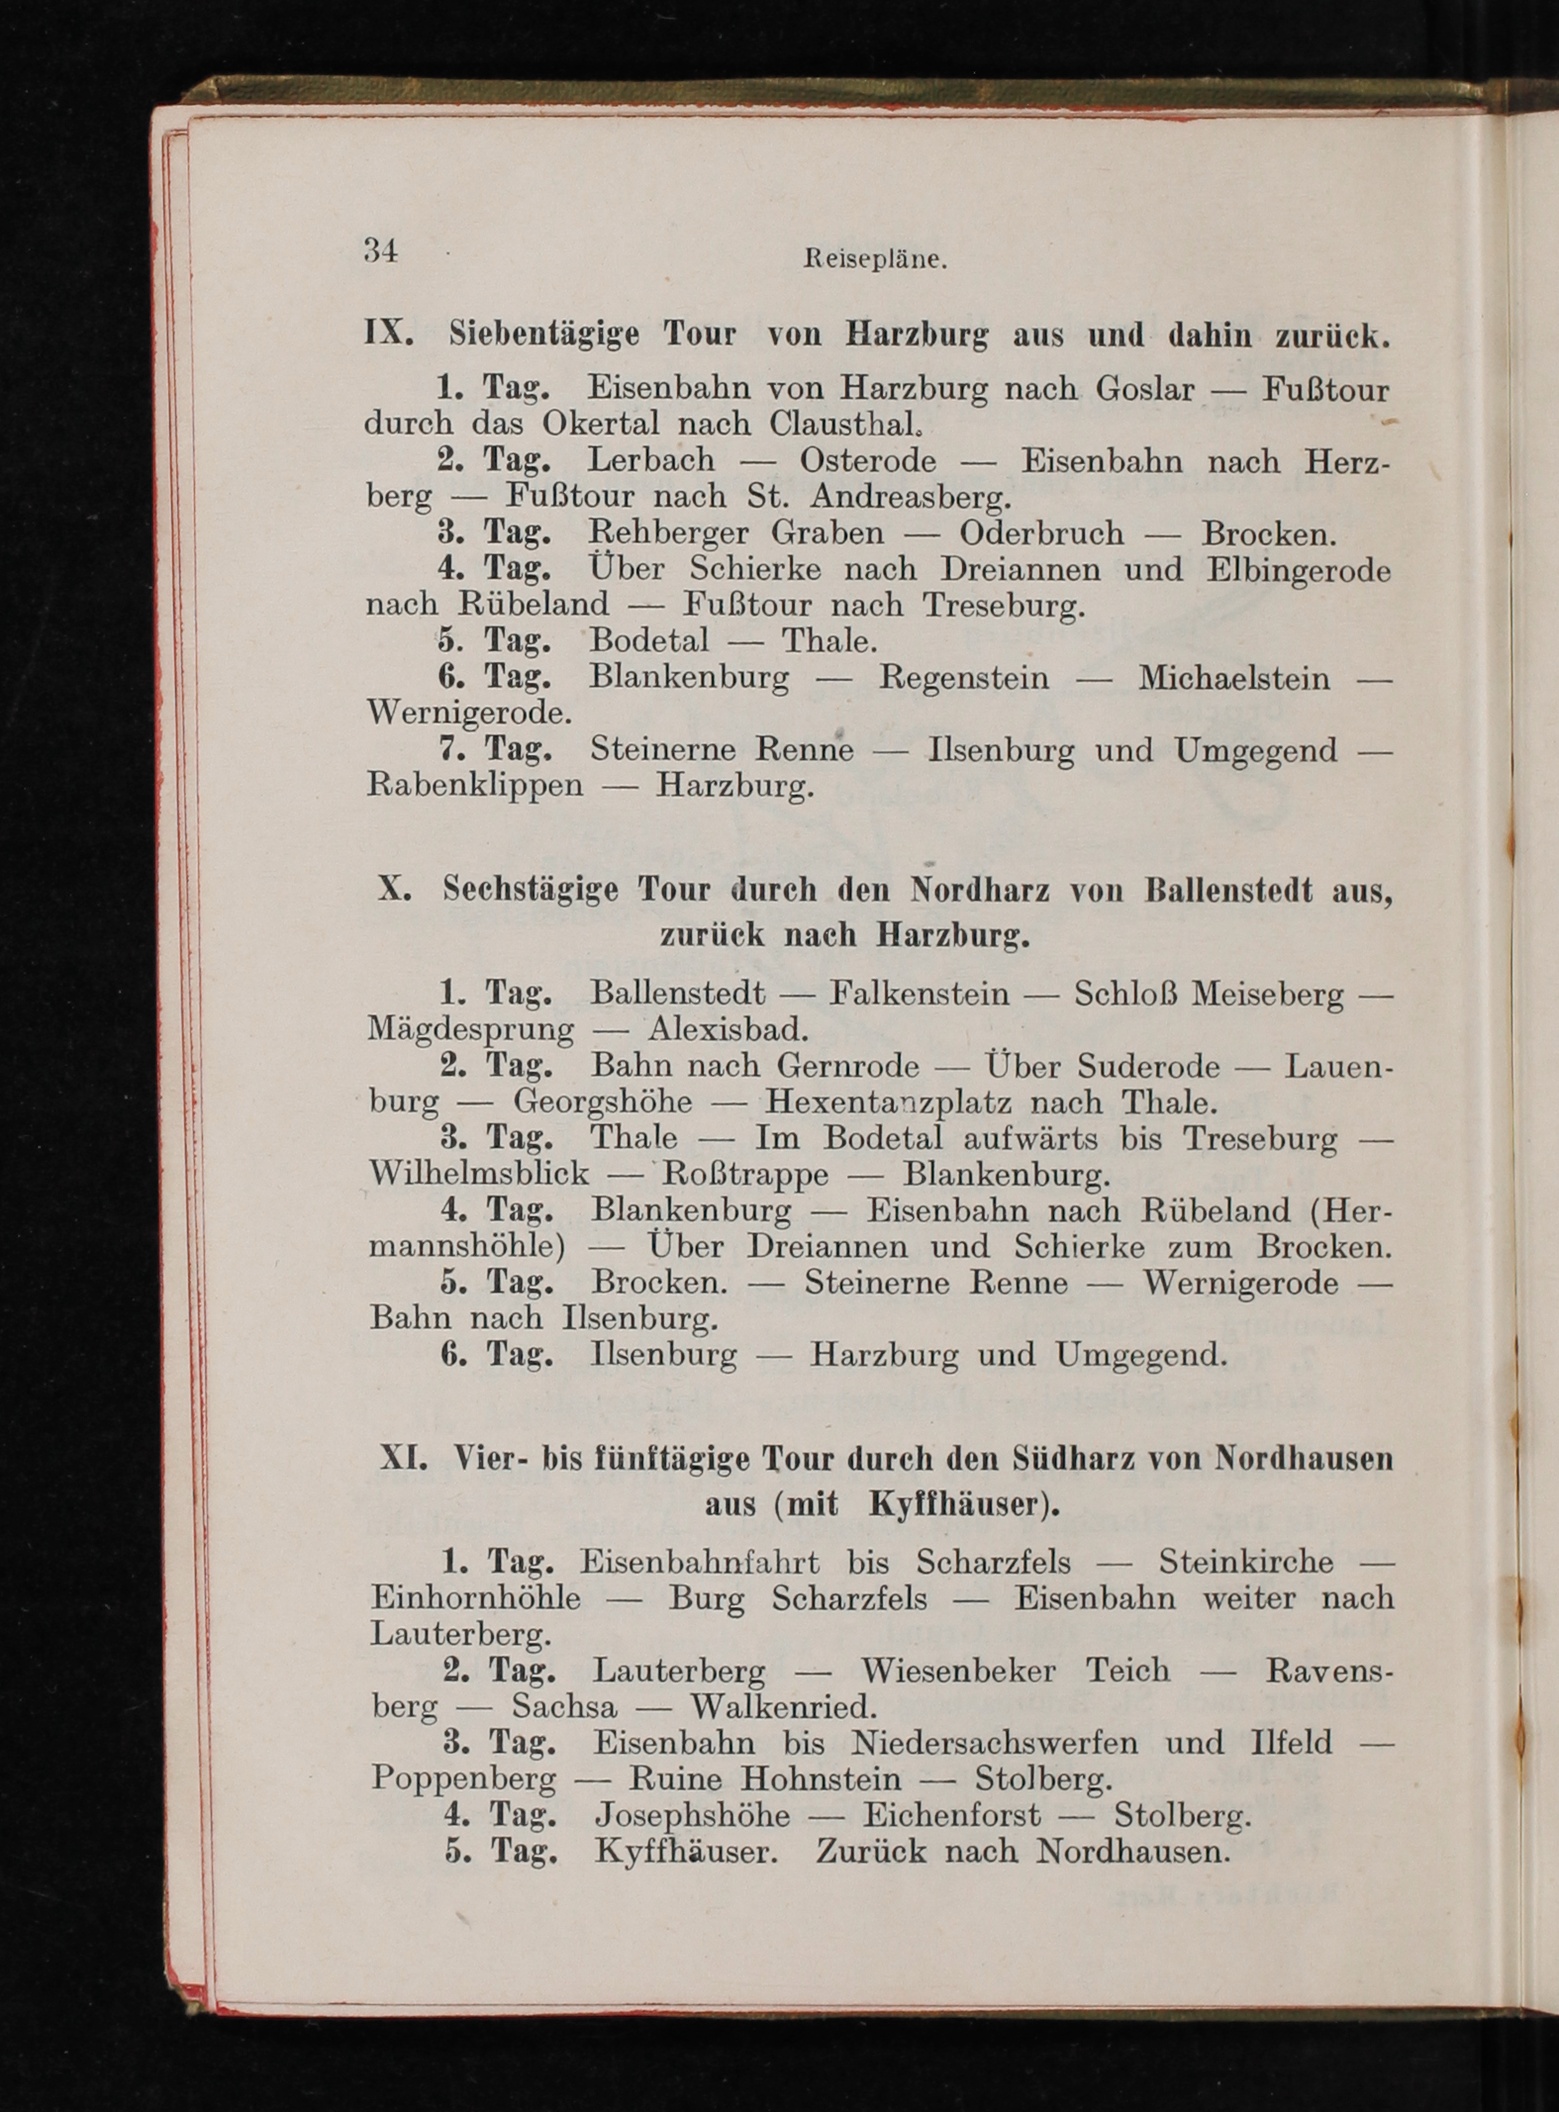 34
Reisepläne.
IX. Siebentägige Tour von Harzburg aus und dahin zurück.
1. Tag. Eisenbahn von Harzburg nach Goslar — Fußtour
durch das Okertal nach Clausthal.
2. Tag. Lerbach — Osterode — Eisenbahn nach Herz-
berg — Fußtour nach St. Andreasberg.
3. Tag. Rehberger Graben — Oderbruch — Brocken.
4. Tag. Über Schierke nach Dreiannen und Elbingerode
nach Rübeland — Fußtour nach Treseburg.
5. Tag. Bodetal — Thale.
6. Tag. Blankenburg — Regenstein — Michaelstein —
Wernigerode.
7. Tag. Steinerne Renne — Ilsenburg und Umgegend —
Rabenklippen — Harzburg.
X. Sechstägige Tour durch den Nordharz von Ballenstedt aus,
zurück nach Harzburg.
1. Tag. Ballenstedt — Falkenstein — Schloß Meiseberg —
Mägdesprung — Alexisbad.
2. Tag. Bahn nach Gernrode — Über Suderode — Lauen-
burg — Georgshöhe — Hexentanzplatz nach Thale.
3. Tag. Thale — Im Bodetal aufwärts bis Treseburg —
Wilhelmsblick — Roßtrappe — Blankenburg.
4. Tag. Blankenburg — Eisenbahn nach Rübeland (Her-
mannshöhle) — Über Dreiannen und Schierke zum Brocken.
5. Tag. Brocken. — Steinerne Renne — Wernigerode —
Bahn nach Ilsenburg.
6. Tag. Ilsenburg — Harzburg und Umgegend.
XI. Vier- bis fünftägige Tour durch den Südharz von Nordhausen
aus (mit Kyffhäuser).
1. Tag. Eisenbahnfahrt bis Scharzfels — Steinkirche —
Einhornhöhle — Burg Scharzfels — Eisenbahn weiter nach
Lauterberg.
2. Tag. Lauterberg — Wiesenbeker Teich — Ravens-
berg — Sachsa — Walkenried.
3. Tag. Eisenbahn bis Niedersachswerfen und Ilfeld —
Poppenberg — Ruine Hohnstein — Stolberg.
4. Tag. Josephshöhe — Eichenforst — Stolberg.
5. Tag. Kyffhäuser. Zurück nach Nordhausen.